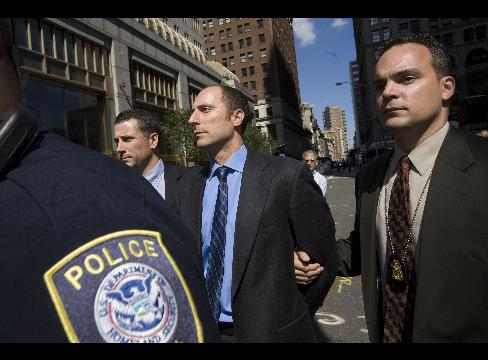 POLICE
U.S. DEPARTMENT OF
HOMELAND SECURITY